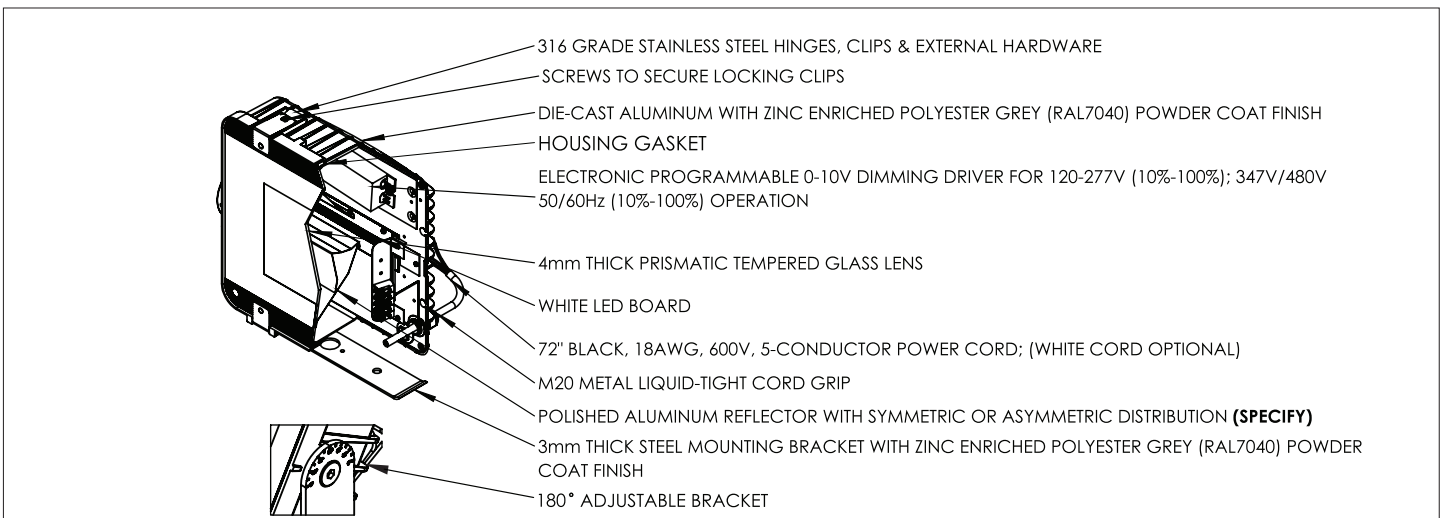 316 GRADE STAINLESS STEEL HINGES, CLIPS & EXTERNAL HARDWARE
SCREWS TO SECURE LOCKING CLIPS
DIE-CAST ALUMINUM WITH ZINC ENRICHED POLYESTER GREY (RAL7040) POWDER COAT FINISH
HOUSING GASKET
ELECTRONIC PROGRAMMABLE 0-10V DIMMING DRIVER FOR 120-277V (10%-100%); 347V/480V
50/60Hz (10%-100%) OPERATION
4mm THICK PRISMATIC TEMPERED GLASS LENS
WHITE LED BOARD
72" BLACK, 18AWG, 600V, 5-CONDUCTOR POWER CORD; (WHITE CORD OPTIONAL)
M20 METAL LIQUID-TIGHT CORD GRIP
POLISHED ALUMINUM REFLECTOR WITH SYMMETRIC OR ASYMMETRIC DISTRIBUTION (SPECIFY)
3mm THICK STEEL MOUNTING BRACKET WITH ZINC ENRICHED POLYESTER GREY (RAL7040) POWDER
COAT FINISH
180° ADJUSTABLE BRACKET